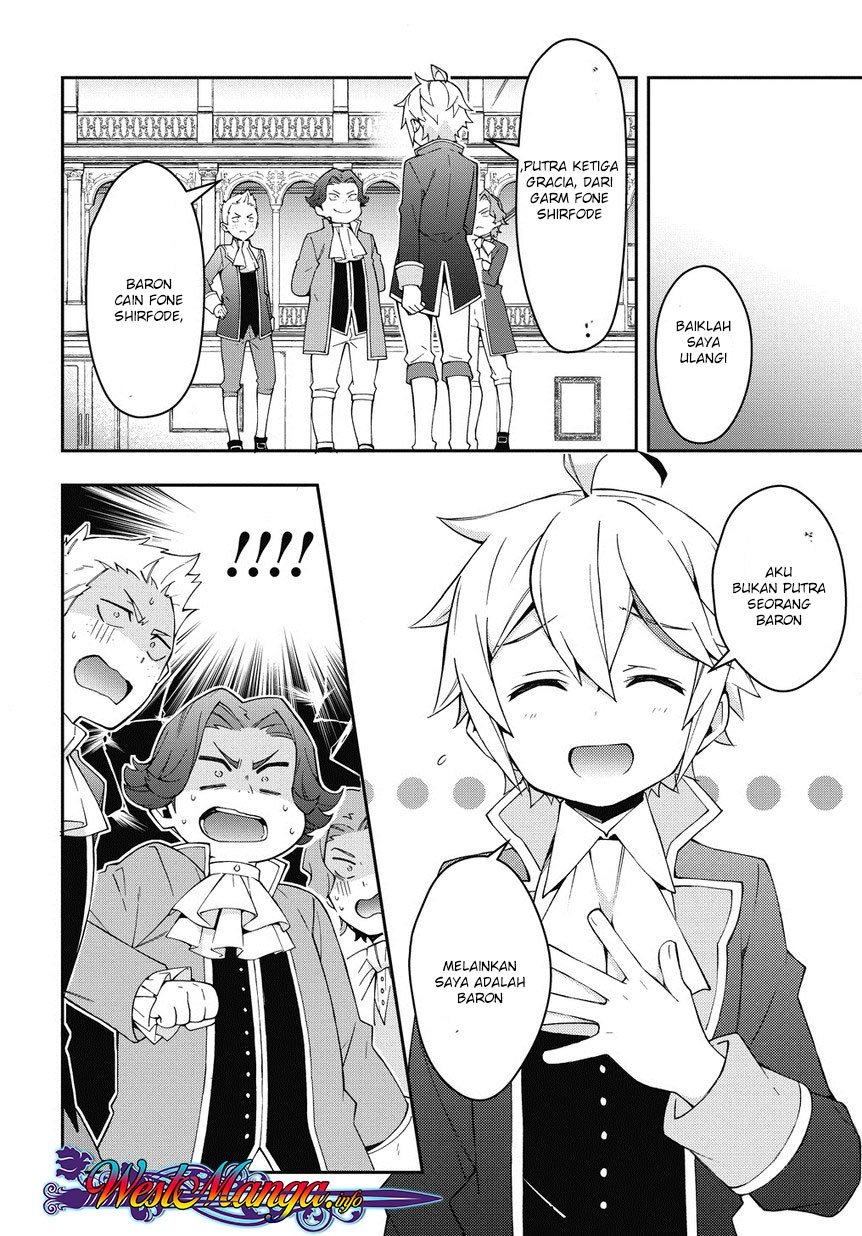 BAIKLAH
SAYA
ULANGI
,PUTRA KETIGA
GRACIA, DARI
GARM FONE
SHIRFODE
BARON
CAIN FONE
SHIRFODE,
AKU
BUKAN PUTRA
SEORANG
BARON
MELAINKAN
SAYA ADALAH
BARON
!!!!
WestManga.info